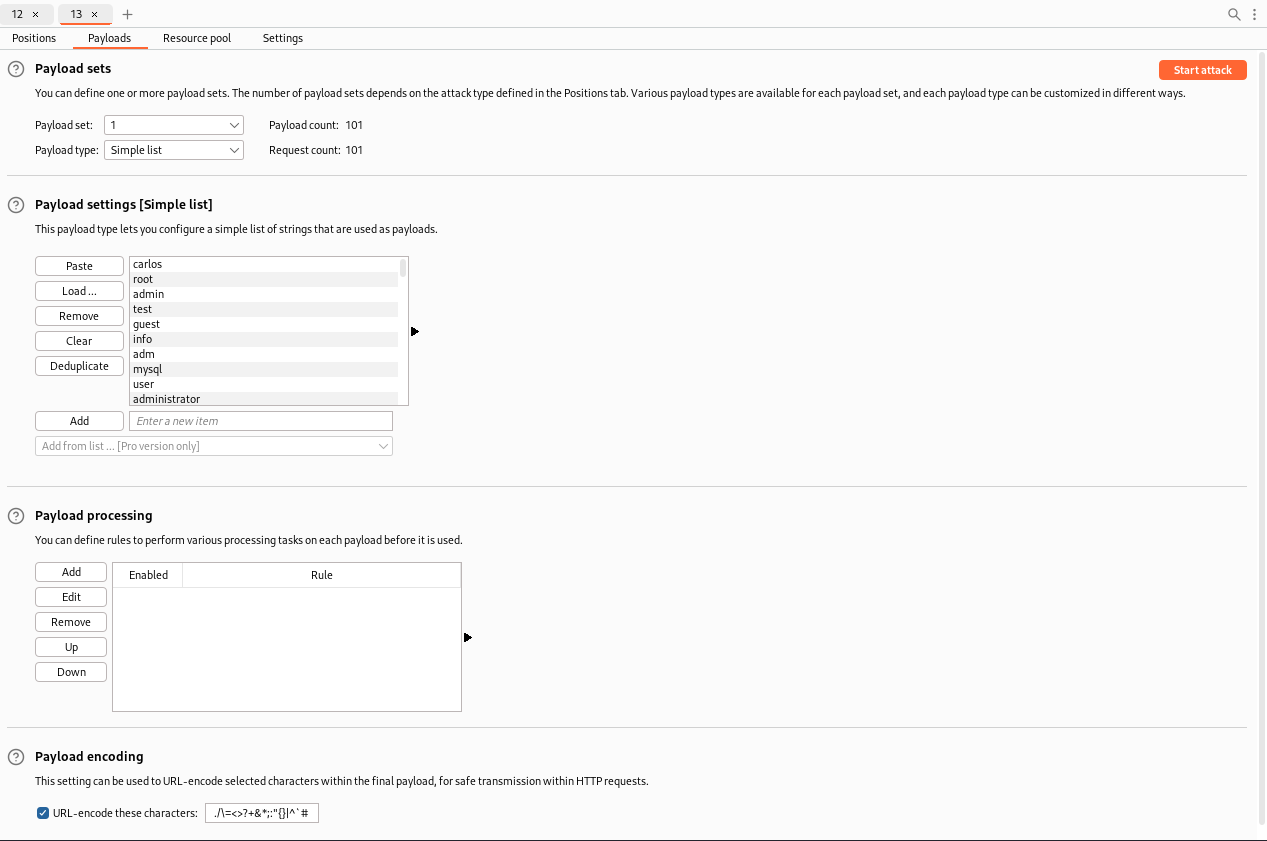 12 × 13 × +
Positions Payloads Resource pool Settings
Payload sets
Start attack
You can define one or more payload sets. The number of payload sets depends on the attack type defined in the Positions tab. Various payload types are available for each payload set, and each payload type can be customized in different ways.
Payload set: 1 Payload count: 101
Payload type: Simple list Request count: 101
Payload settings [Simple list]
This payload type lets you configure a simple list of strings that are used as payloads.
Paste
Load ...
Remove
Clear
Deduplicate
carlos
root
admin
test
guest
info
adm
mysql
user
administrator
Add Enter a new item
Add from list ... [Pro version only]
Payload processing
You can define rules to perform various processing tasks on each payload before it is used.
Add
Edit
Remove
Up
Down
Enabled Rule
Payload encoding
This setting can be used to URL-encode selected characters within the final payload, for safe transmission within HTTP requests.
URL-encode these characters: ./\=<>?+&*;:"{}|^`#